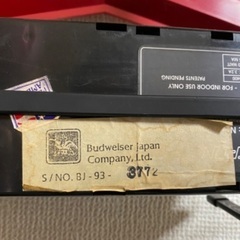 • FOR INDOOR USE ONLY
PATENTS PENDING
Budweiser Japan
Company, Ltd.
S/NO. BJ - 93 - 3772